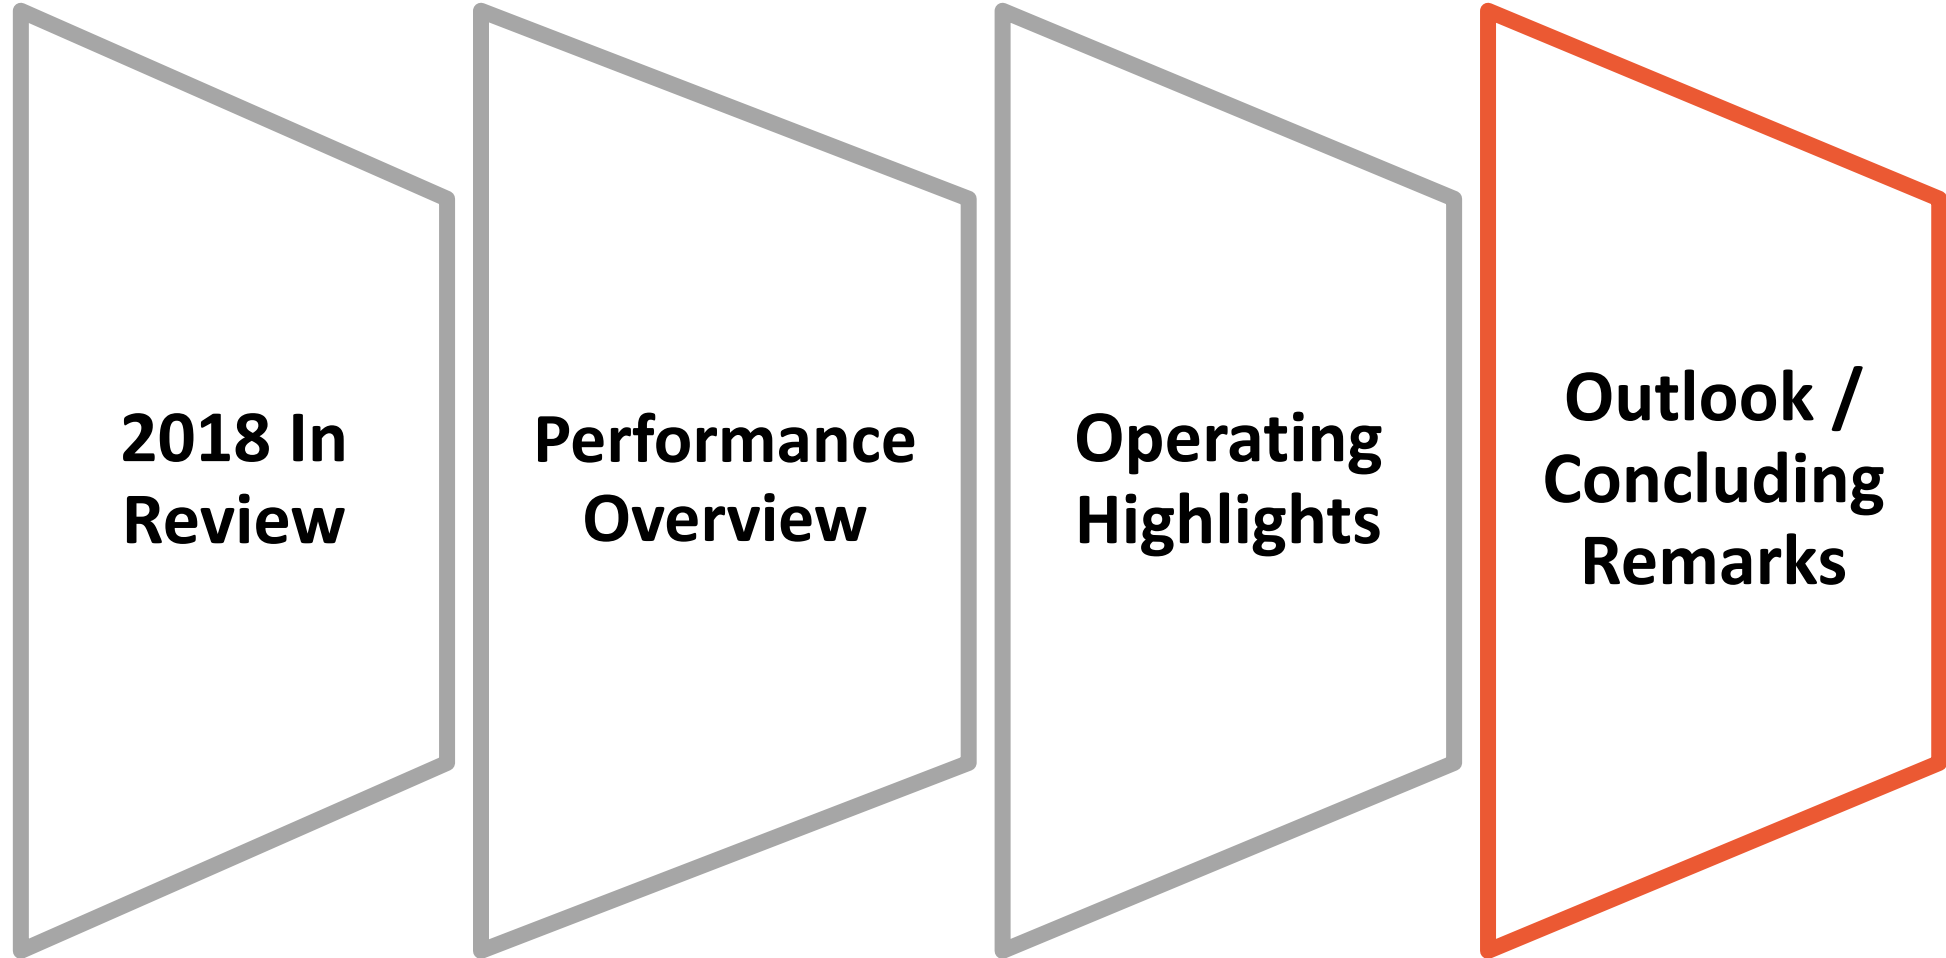 2018 In
Review
Performance
Overview
Operating
Highlights
Outlook /
Concluding
Remarks